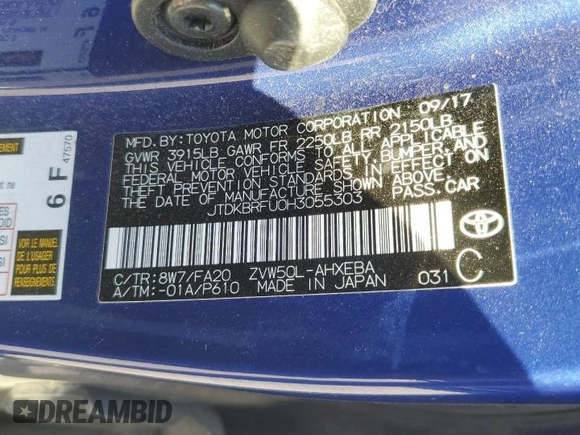 6 F
47570
MFD. BY: TOYOTA MOTOR CORPORATION 09/17
GVWR 3915LB GAWR FR 2250LB RR 2150LB
THIS VEHICLE CONFORMS TO ALL APPLICABLE
FEDERAL MOTOR VEHICLE SAFETY, BUMPER, AND
THEFT PREVENTION STANDARDS IN EFFECT ON
THE DATE OF MANUFACTURE SHOWN ABOVE.
JTDKBRFU0H3055303 PASS. CAR
C/TR: 8W7/FA20 ZVW50L-AHXEBA
A/TM: -01A/P610 MADE IN JAPAN 031 C
DREAMBID